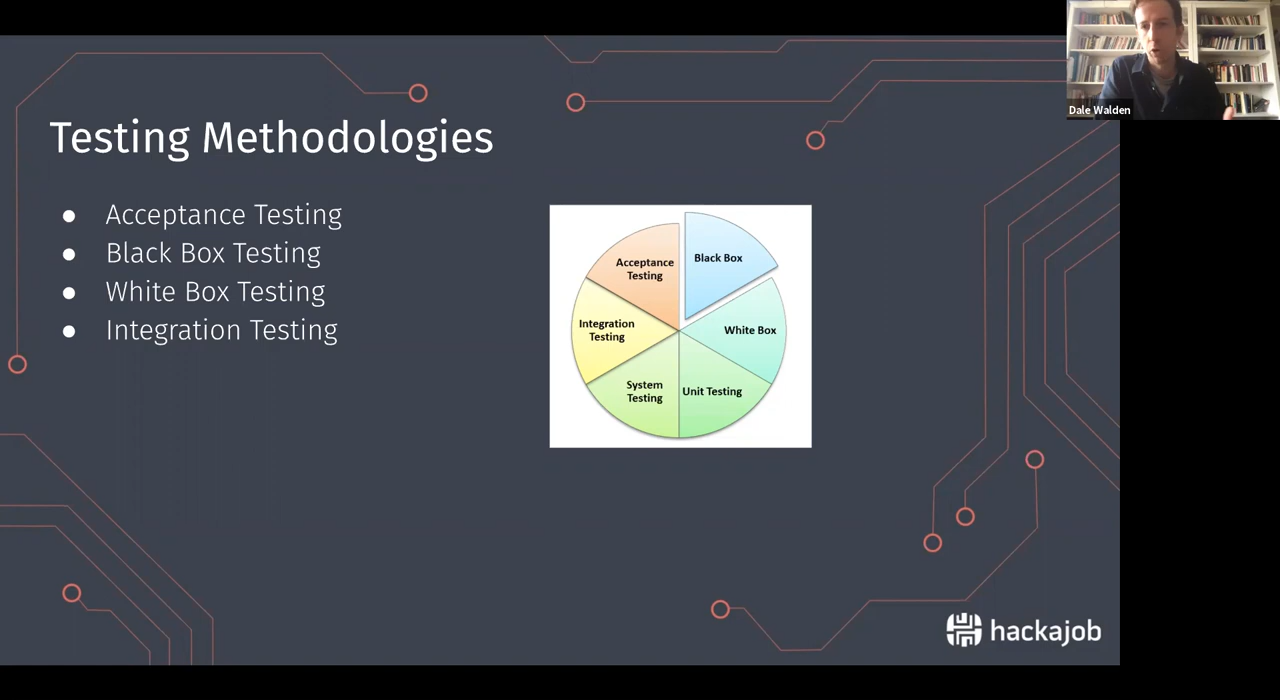 Dale Walden
Testing Methodologies
● Acceptance Testing
● Black Box Testing
● White Box Testing
● Integration Testing
Acceptance
Testing
Black Box
Integration
Testing
White Box
System
Testing
Unit Testing
hackajob